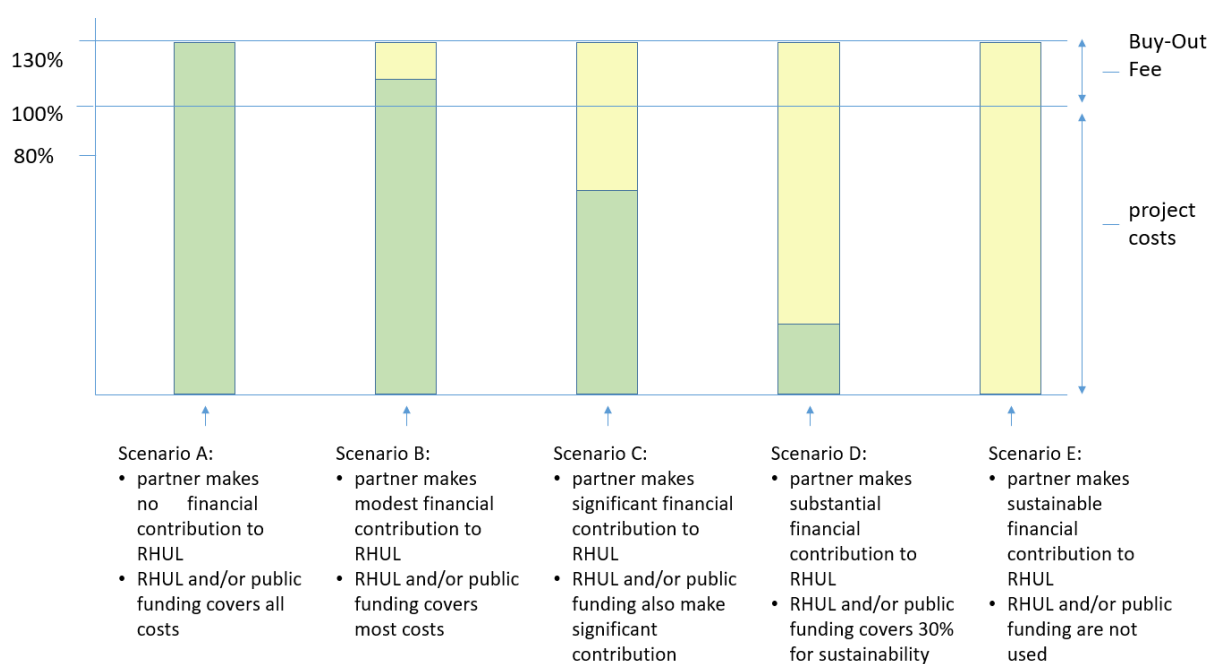 130%
100%
80%
Buy-Out
Fee
project
costs
Scenario A:
• partner makes
no financial
contribution to
RHUL
• RHUL and/or public
funding covers all
costs
Scenario B:
• partner makes
modest financial
contribution to
RHUL
• RHUL and/or public
funding covers
most costs
Scenario C:
• partner makes
significant financial
contribution to
RHUL
• RHUL and/or public
funding also make
significant
contribution
Scenario D:
• partner makes
substantial
financial
contribution to
RHUL
• RHUL and/or public
funding covers 30%
for sustainability
Scenario E:
• partner makes
sustainable
financial
contribution to
RHUL
• RHUL and/or public
funding are not
used